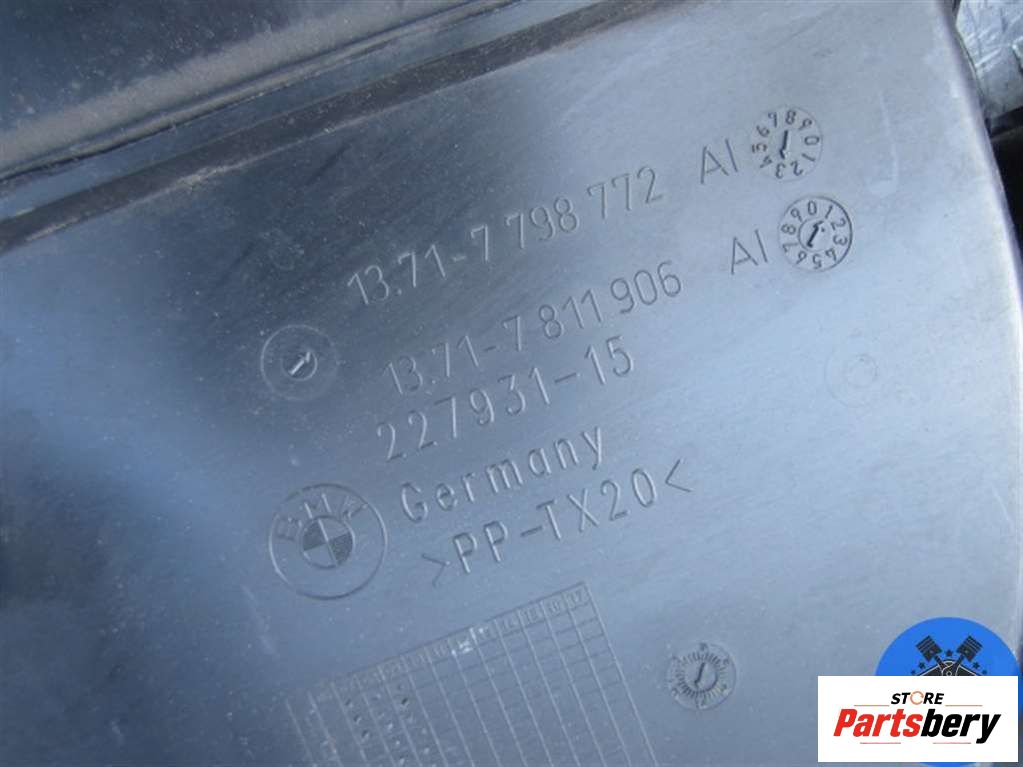 13.71-7 798 772 AI
13.71-7 811 906 AI
227931-15
BMW Germany
>PP-TX20<
STORE
Partsbery